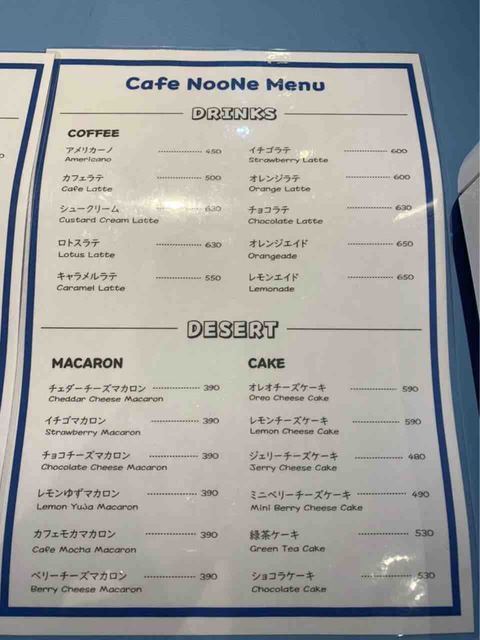 Cafe NooNe Menu
DRINKS
COFFEE
アメリカーノ 450
Americano
カフェラテ 500
Cafe Latte
シュークリーム 630
Custard Cream Latte
ロトスラテ 630
Lotus Latte
キャラメルラテ 550
Caramel Latte
イチゴラテ 600
Strawberry Latte
オレンジラテ 600
Orange Latte
チョコラテ 630
Chocolate Latte
オレンジエイド 650
Orangeade
レモンエイド 650
Lemonade
DESERT
MACARON
チェダーチーズマカロン 390
Cheddar Cheese Macaron
イチゴマカロン 390
Strawberry Macaron
チョコチーズマカロン 390
Chocolate Cheese Macaron
レモンゆずマカロン 390
Lemon YuJa Macaron
カフェモカマカロン 390
Cafe Mocha Macaron
ベリーチーズマカロン 390
Berry Cheese Macaron
CAKE
オレオチーズケーキ 590
Oreo Cheese Cake
レモンチーズケーキ 590
Lemon Cheese Cake
ジェリーチーズケーキ 480
Jerry Cheese Cake
ミニベリーチーズケーキ 490
Mini Berry Cheese Cake
緑茶ケーキ 530
Green Tea Cake
ショコラケーキ 530
Chocolate Cake